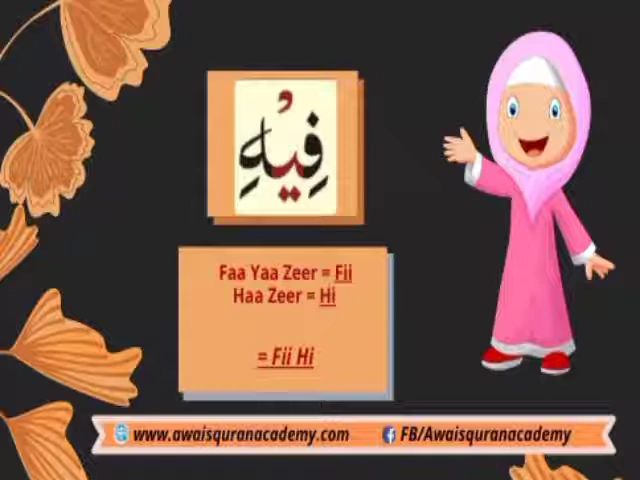 فِيْهِ
Faa Yaa Zeer = Fii
Haa Zeer = Hi
= Fii Hi
www.awaisquranacademy.com
FB/Awaisquranacademy